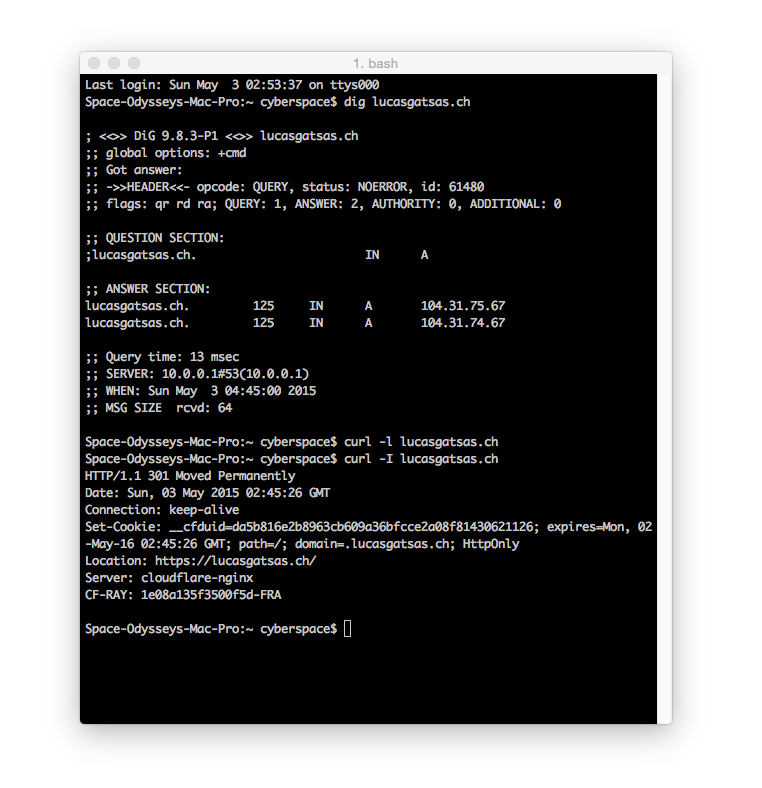 1. bash
Last login: Sun May  3 02:53:37 on ttys000
Space-Odysseys-Mac-Pro:~ cyberspace$ dig lucasgatsas.ch
; <<>> DiG 9.8.3-P1 <<>> lucasgatsas.ch
;; global options: +cmd
;; Got answer:
;; ->>HEADER<<- opcode: QUERY, status: NOERROR, id: 61480
;; flags: qr rd ra; QUERY: 1, ANSWER: 2, AUTHORITY: 0, ADDITIONAL: 0
;; QUESTION SECTION:
;lucasgatsas.ch.			IN	A
;; ANSWER SECTION:
lucasgatsas.ch.		125	IN	A	104.31.75.67
lucasgatsas.ch.		125	IN	A	104.31.74.67
;; Query time: 13 msec
;; SERVER: 10.0.0.1#53(10.0.0.1)
;; WHEN: Sun May  3 04:45:00 2015
;; MSG SIZE  rcvd: 64
Space-Odysseys-Mac-Pro:~ cyberspace$ curl -l lucasgatsas.ch
Space-Odysseys-Mac-Pro:~ cyberspace$ curl -I lucasgatsas.ch
HTTP/1.1 301 Moved Permanently
Date: Sun, 03 May 2015 02:45:26 GMT
Connection: keep-alive
Set-Cookie: __cfduid=da5b816e2b8963cb609a36bfcce2a08f81430621126; expires=Mon, 02
-May-16 02:45:26 GMT; path=/; domain=.lucasgatsas.ch; HttpOnly
Location: https://lucasgatsas.ch/
Server: cloudflare-nginx
CF-RAY: 1e08a135f3500f5d-FRA
Space-Odysseys-Mac-Pro:~ cyberspace$